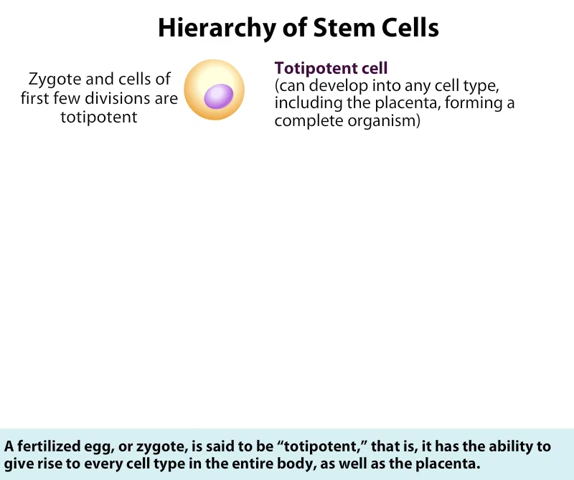 Hierarchy of Stem Cells
Zygote and cells of
first few divisions are
totipotent
Totipotent cell
(can develop into any cell type,
including the placenta, forming a
complete organism)
A fertilized egg, or zygote, is said to be “totipotent,” that is, it has the ability to
give rise to every cell type in the entire body, as well as the placenta.